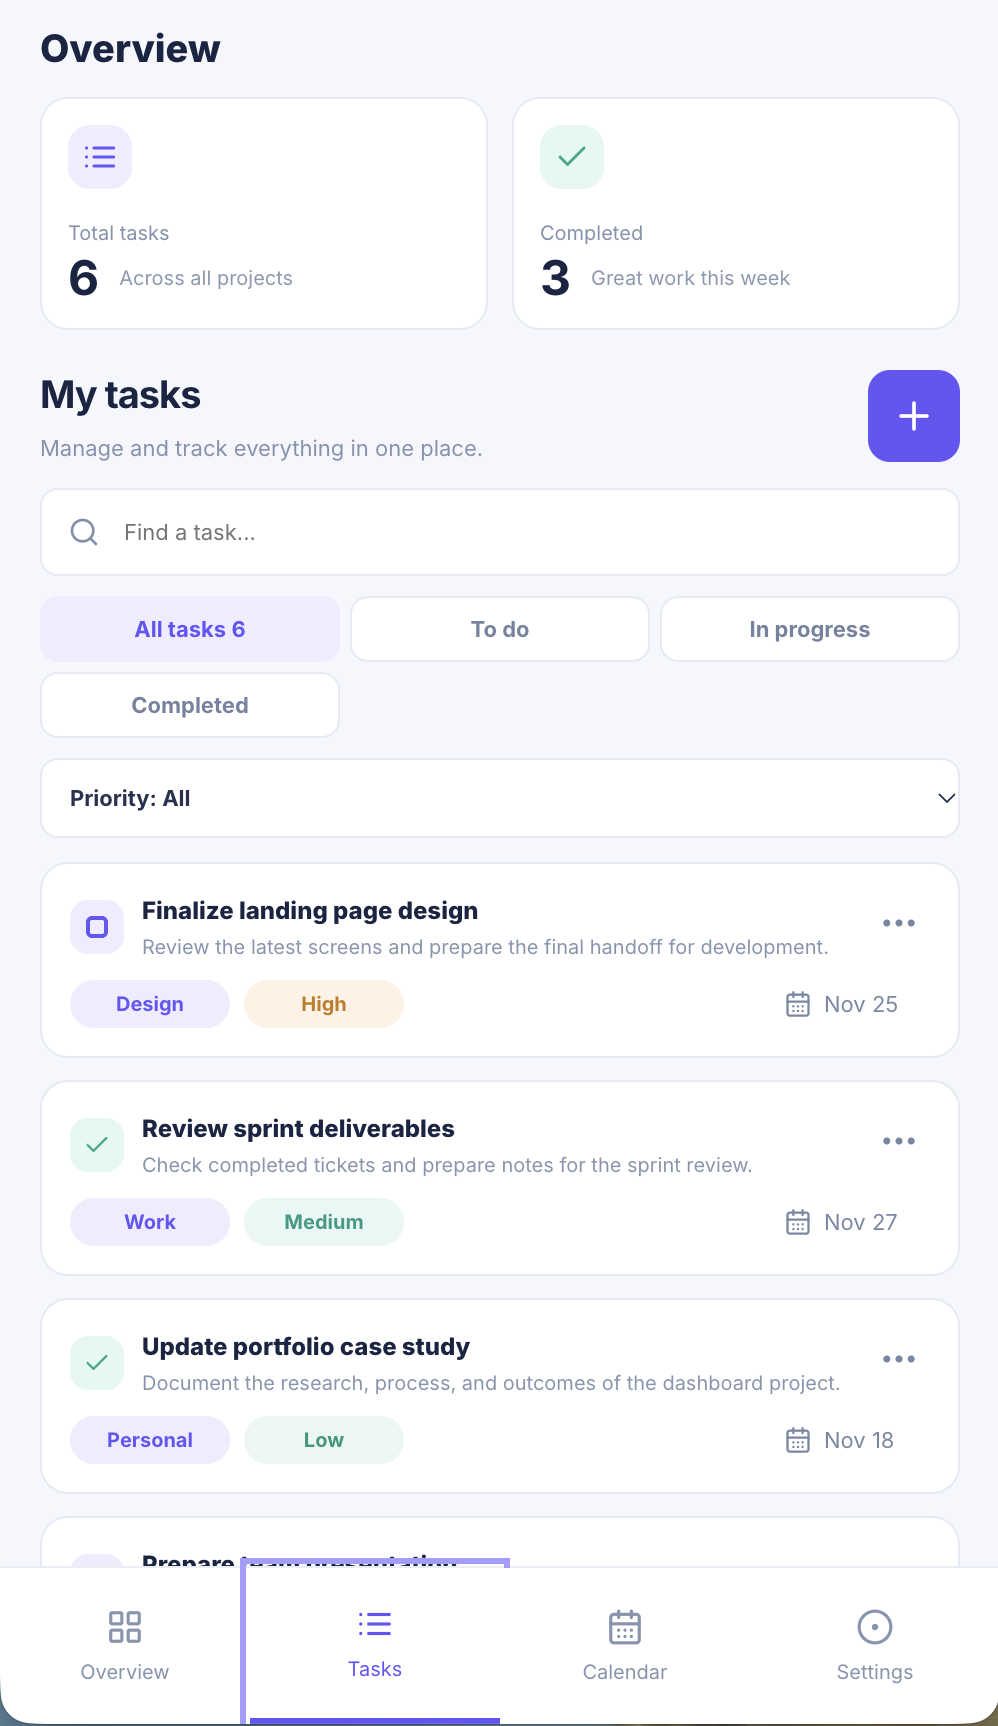 Overview
Total tasks
6 Across all projects
Completed
3 Great work this week
My tasks
Manage and track everything in one place.
Find a task...
All tasks 6
To do
In progress
Completed
Priority: All
Finalize landing page design
Review the latest screens and prepare the final handoff for development.
Design
High
Nov 25
Review sprint deliverables
Check completed tickets and prepare notes for the sprint review.
Work
Medium
Nov 27
Update portfolio case study
Document the research, process, and outcomes of the dashboard project.
Personal
Low
Nov 18
Prepare team presentation
Overview
Tasks
Calendar
Settings